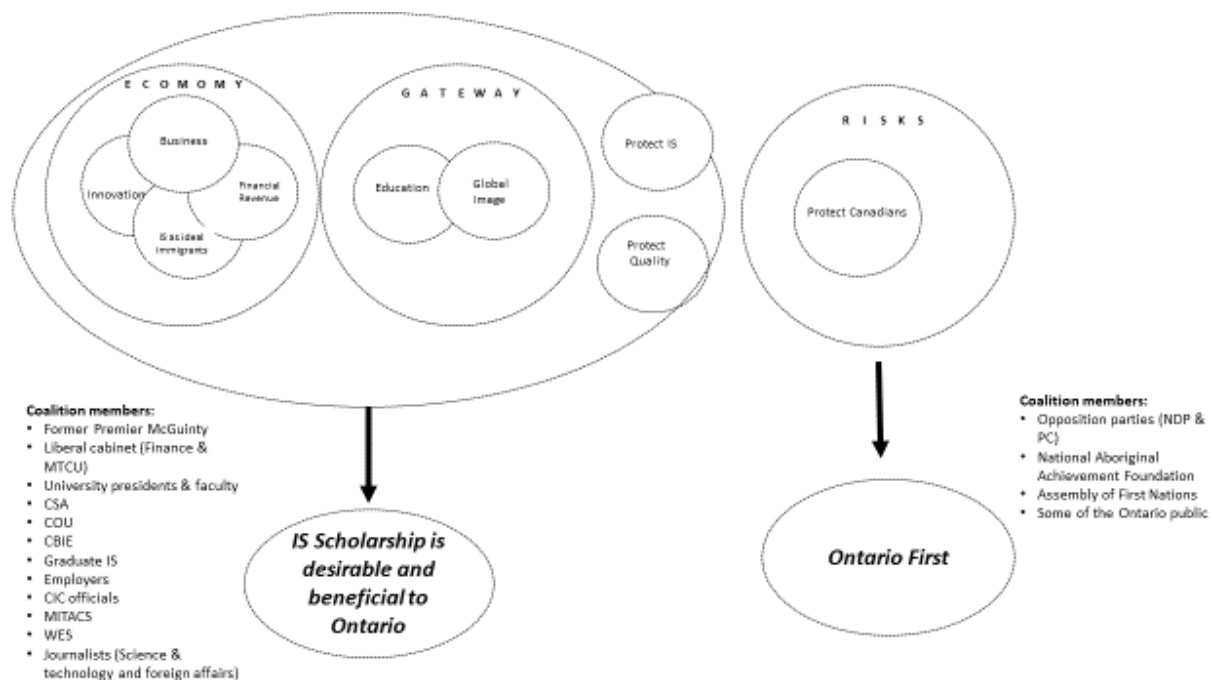 E C O M O M Y
Business
Innovation
Financial
Revenue
IS as ideal
immigrants
G A T E W A Y
Education
Global
Image
Protect IS
Protect
Quality
R I S K S
Protect Canadians
Coalition members:
• Former Premier McGuinty
• Liberal cabinet (Finance &
MTCU)
• University presidents & faculty
• CSA
• COU
• CBIE
• Graduate IS
• Employers
• CIC officials
• MITACS
• WES
• Journalists (Science &
technology and foreign affairs)
IS Scholarship is
desirable and
beneficial to
Ontario
Coalition members:
• Opposition parties (NDP &
PC)
• National Aboriginal
Achievement Foundation
• Assembly of First Nations
• Some of the Ontario public
Ontario First